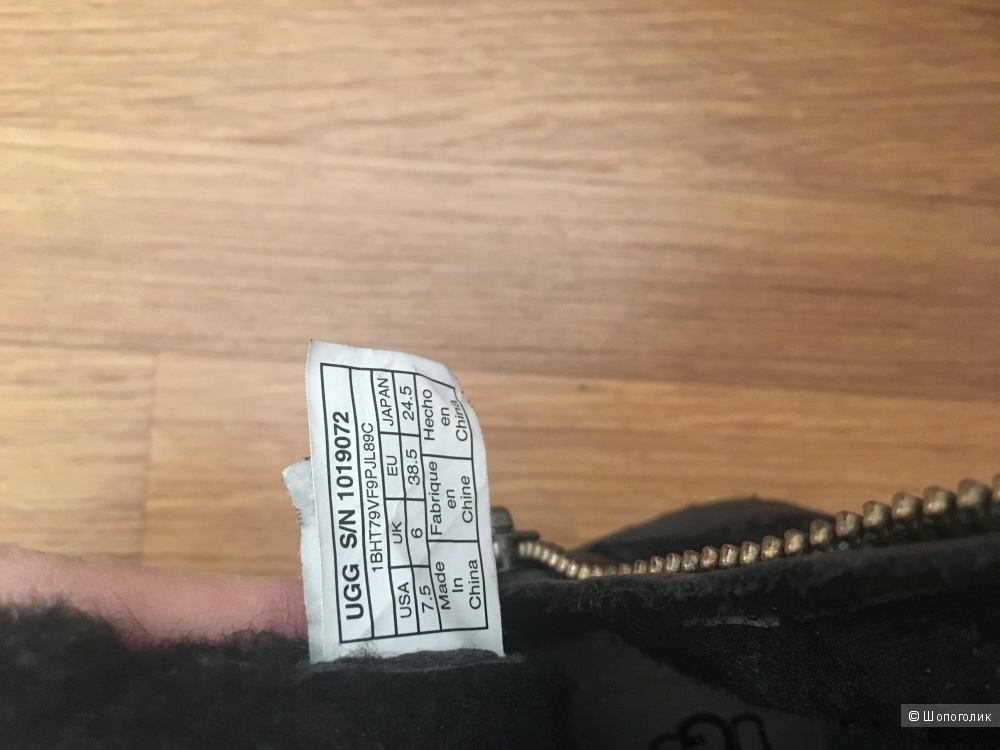 UGG S/N 1019072
1BHT79VF9PJL89C
USA UK EU JAPAN
7.5 6 38.5 24.5
Made In China
Fabrique en Chine
Hecho en China
UGG
© Шопоголик